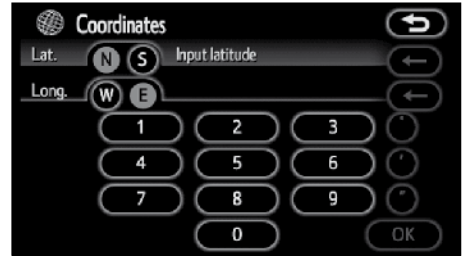 Coordinates
Lat. N S Input latitude
Long. W E
1 2 3 °
4 5 6 ′
7 8 9 ″
0 OK